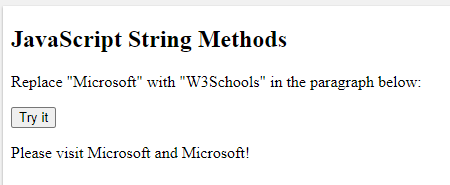 JavaScript String Methods
Replace "Microsoft" with "W3Schools" in the paragraph below:
Try it
Please visit Microsoft and Microsoft!